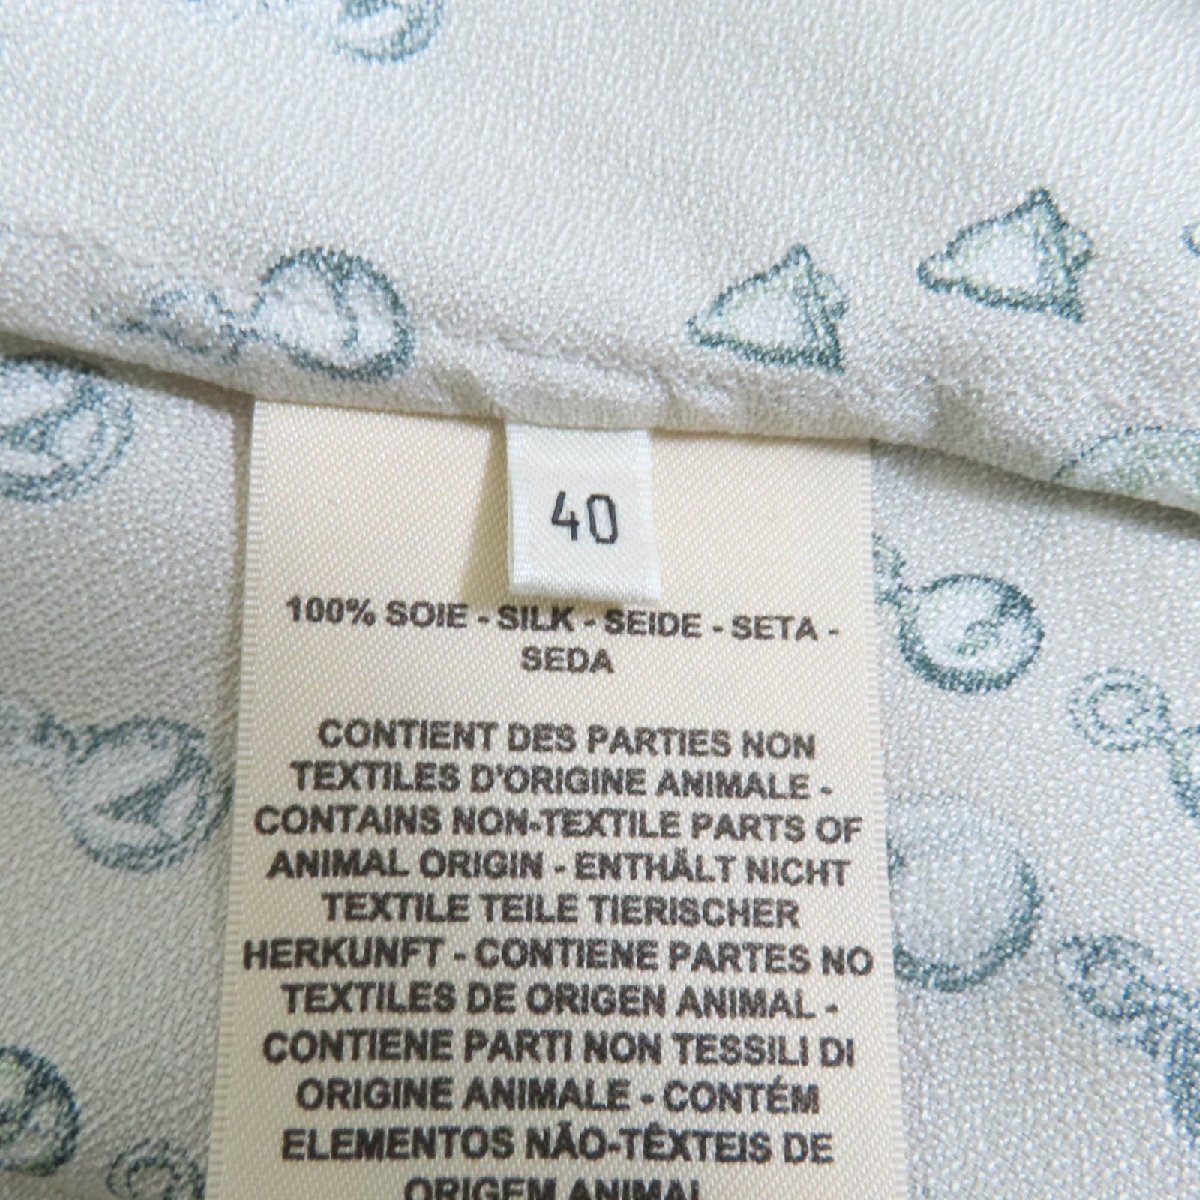 40
100% SOIE - SILK - SEIDE - SETA -
SEDA
CONTIENT DES PARTIES NON
TEXTILES D'ORIGINE ANIMALE -
CONTAINS NON-TEXTILE PARTS OF
ANIMAL ORIGIN - ENTHÄLT NICHT
TEXTILE TEILE TIERISCHER
HERKUNFT - CONTIENE PARTES NO
TEXTILES DE ORIGEN ANIMAL -
CONTIENE PARTI NON TESSILI DI
ORIGINE ANIMALE - CONTÉM
ELEMENTOS NÃO-TÊXTEIS DE
ORIGEM ANIMAL